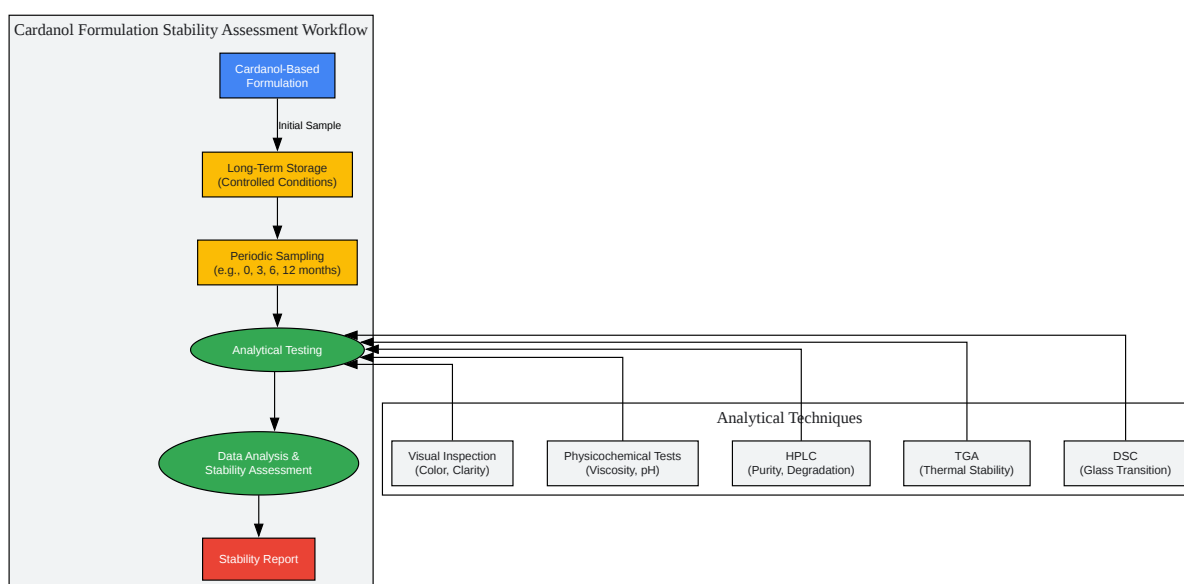 Cardanol Formulation Stability Assessment Workflow
Cardanol-Based
Formulation
Initial Sample
Long-Term Storage
(Controlled Conditions)
Periodic Sampling
(e.g., 0, 3, 6, 12 months)
Analytical Testing
Data Analysis &
Stability Assessment
Stability Report
Analytical Techniques
Visual Inspection
(Color, Clarity)
Physicochemical Tests
(Viscosity, pH)
HPLC
(Purity, Degradation)
TGA
(Thermal Stability)
DSC
(Glass Transition)